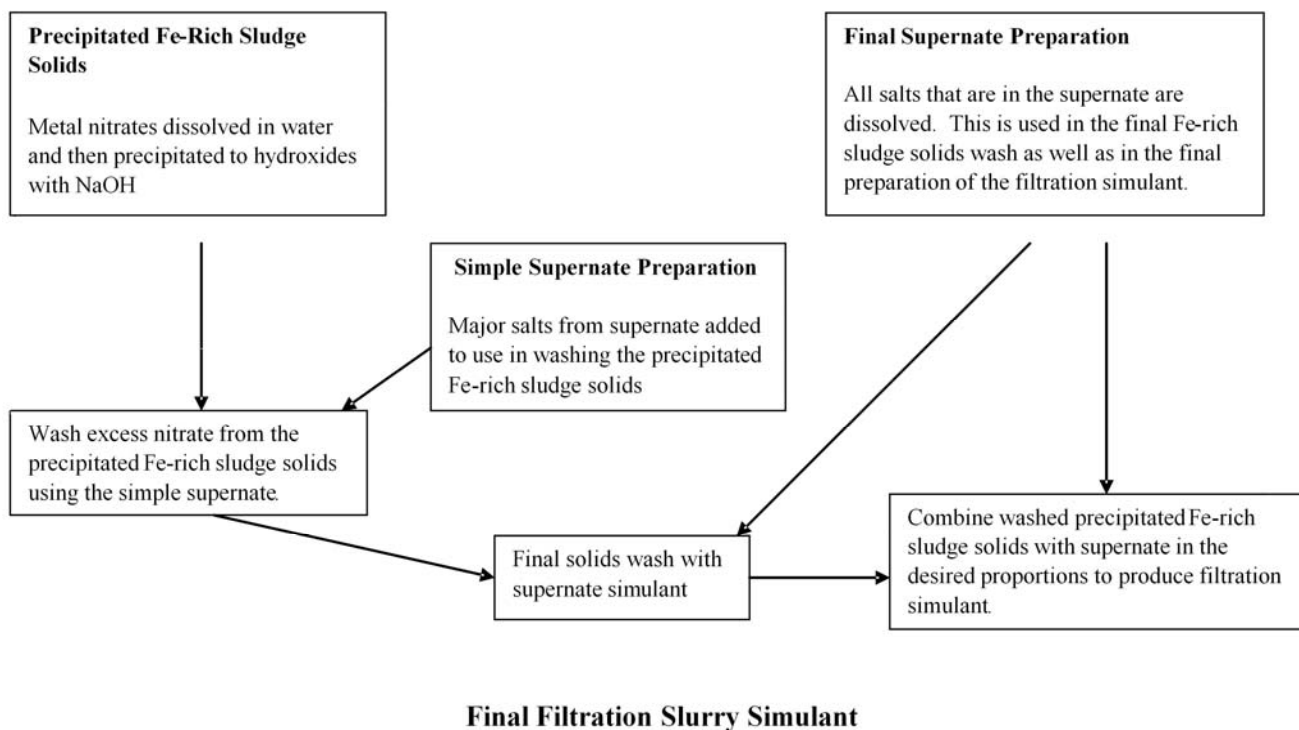 Precipitated Fe-Rich Sludge
Solids
Metal nitrates dissolved in water
and then precipitated to hydroxides
with NaOH
Final Supernate Preparation
All salts that are in the supernate are
dissolved. This is used in the final Fe-rich
sludge solids wash as well as in the final
preparation of the filtration simulant.
Simple Supernate Preparation
Major salts from supernate added
to use in washing the precipitated
Fe-rich sludge solids
Wash excess nitrate from the
precipitated Fe-rich sludge solids
using the simple supernate.
Final solids wash with
supernate simulant
Combine washed precipitated Fe-rich
sludge solids with supernate in the
desired proportions to produce filtration
simulant.
Final Filtration Slurry Simulant